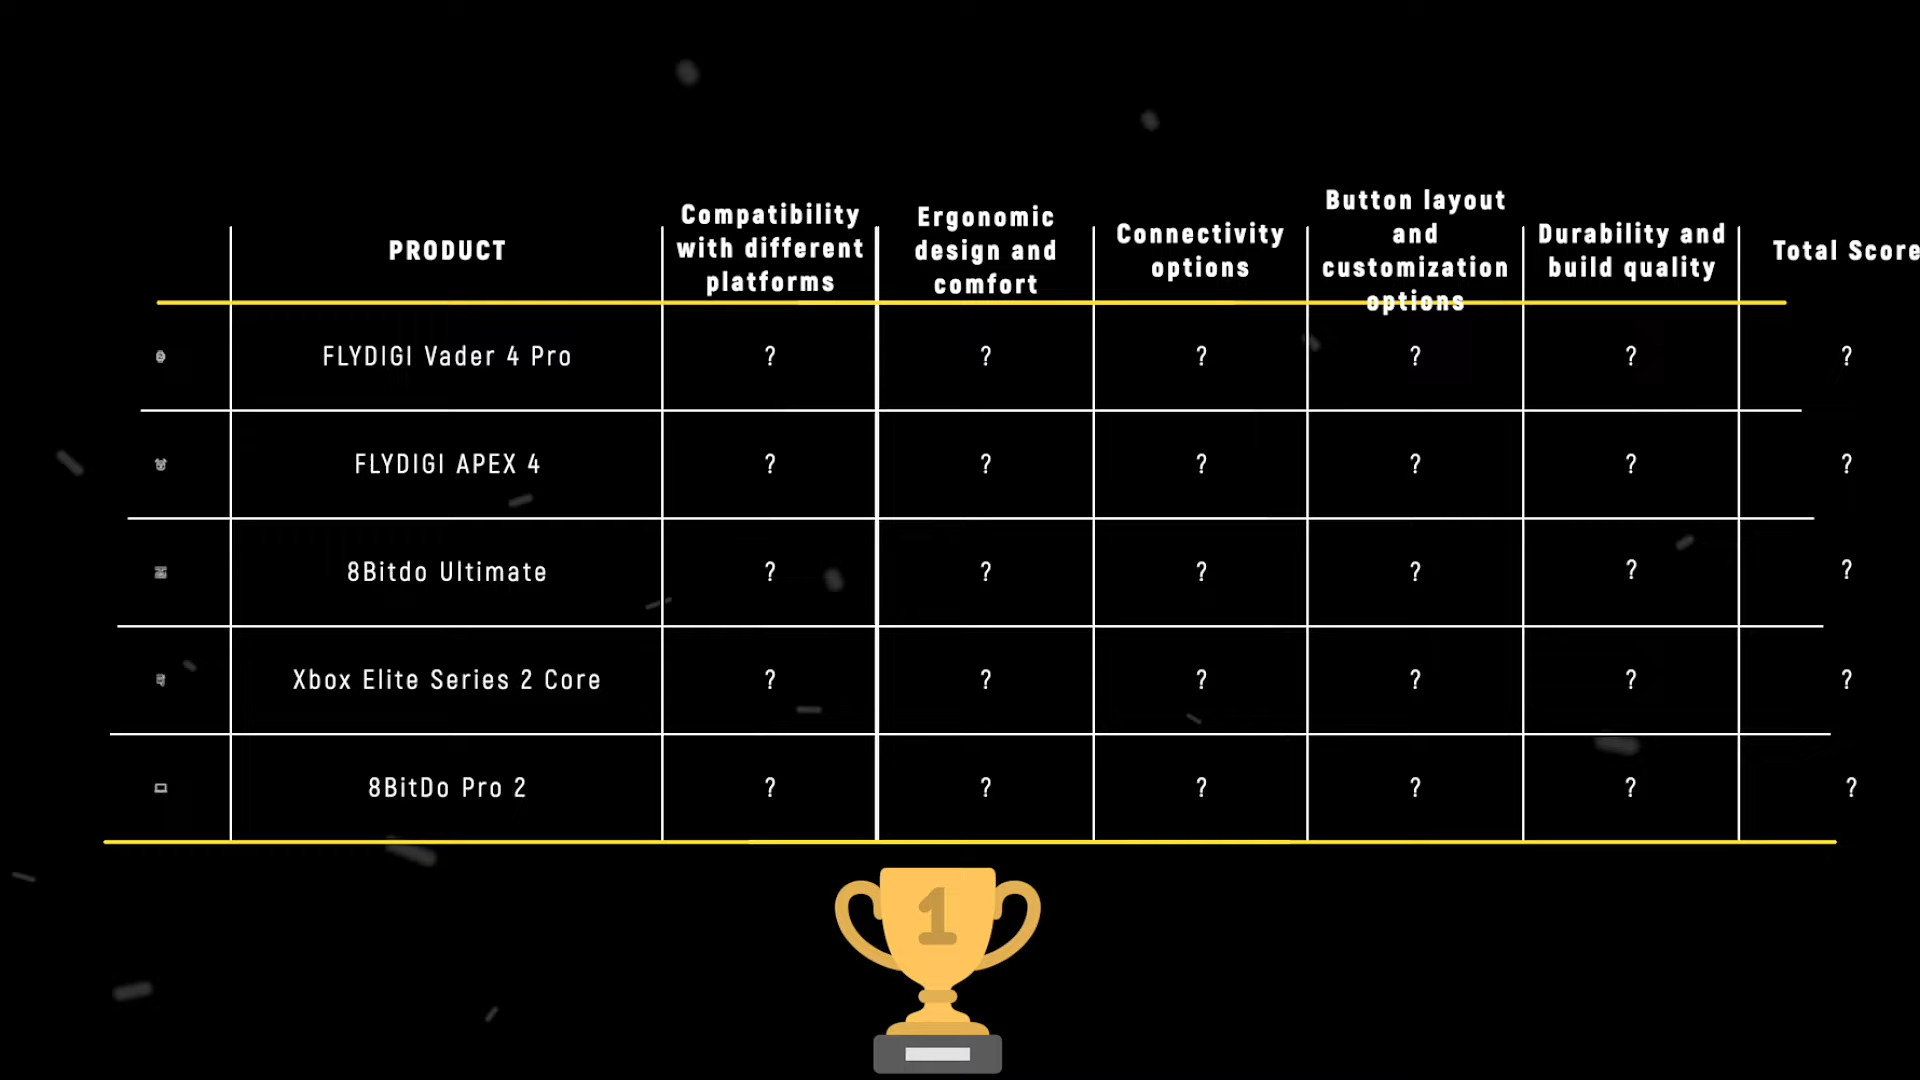 PRODUCT
Compatibility
with different
platforms
Ergonomic
design and
comfort
Connectivity
options
Button layout
and
customization
options
Durability and
build quality
Total Score
FLYDIGI Vader 4 Pro ? ? ? ? ? ?
FLYDIGI APEX 4 ? ? ? ? ? ?
8Bitdo Ultimate ? ? ? ? ? ?
Xbox Elite Series 2 Core ? ? ? ? ? ?
8BitDo Pro 2 ? ? ? ? ? ?
1